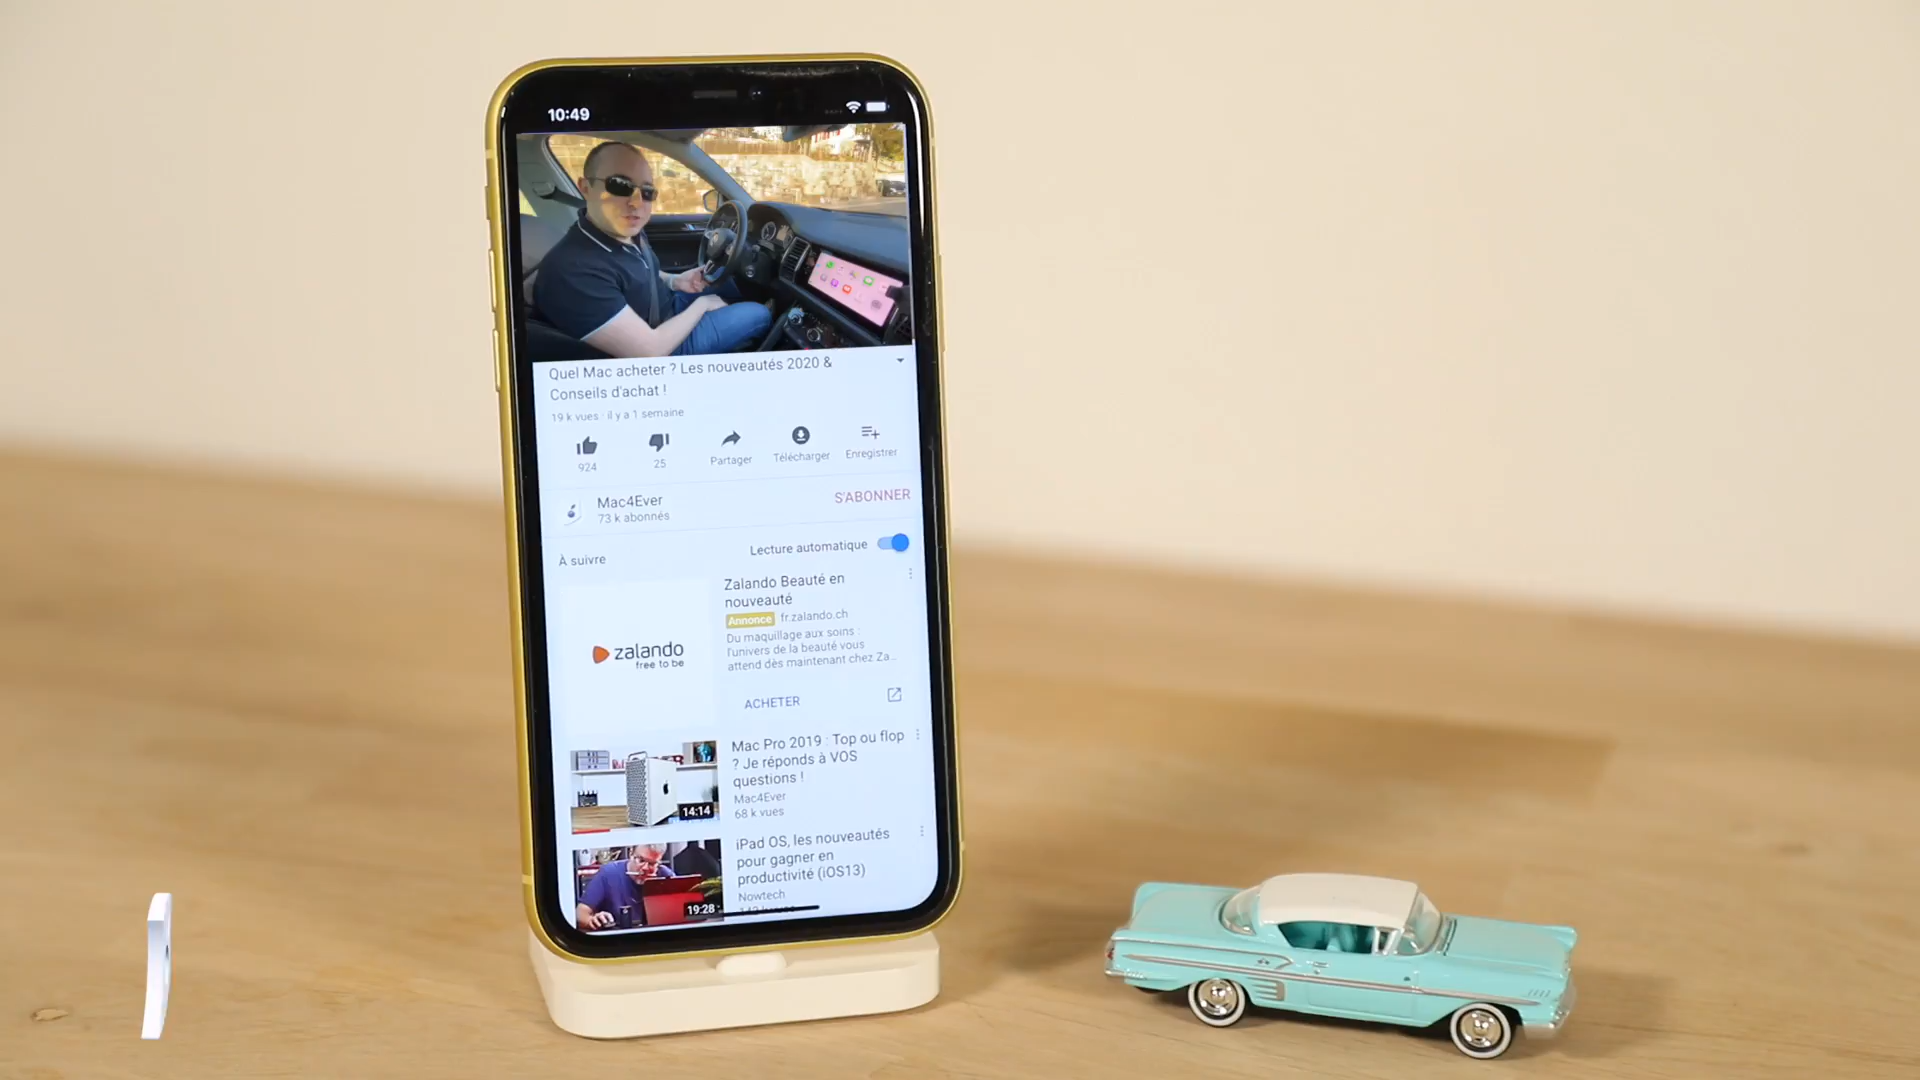 10:49
Quel Mac acheter ? Les nouveautés 2020 &
Conseils d'achat !
19 k vues · il y a 1 semaine
924
25
Partager
Télécharger
Enregistrer
Mac4Ever
73 k abonnés
S'ABONNER
À suivre
Lecture automatique
Zalando Beauté en
nouveauté
Annonce fr.zalando.ch
Du maquillage aux soins :
l'univers de la beauté vous
attend dès maintenant chez Za...
zalando
free to be
ACHETER
Mac Pro 2019 : Top ou flop
? Je réponds à VOS
questions !
Mac4Ever
68 k vues
14:14
iPad OS, les nouveautés
pour gagner en
productivité (iOS13)
Nowtech
19:28